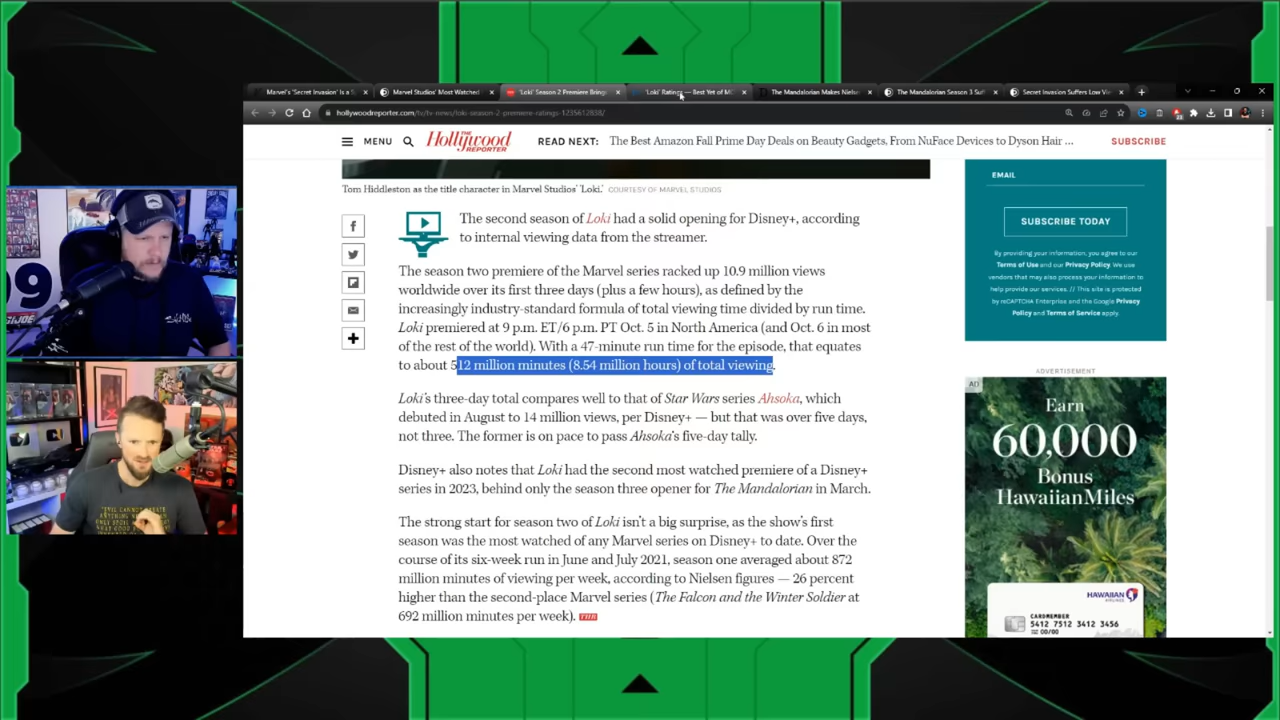 Marvel's 'Secret Invasion' Is a S
Marvel Studios' Most Watched
'Loki' Season 2 Premiere Brings
'Loki' Ratings — Best Yet of M
The Mandalorian Makes Nielse
The Mandalorian Season 3 Suf
Secret Invasion Suffers Low Vie
hollywoodreporter.com/tv/tv-news/loki-season-2-premiere-ratings-1235612838/
MENU
The Hollywood REPORTER
READ NEXT: The Best Amazon Fall Prime Day Deals on Beauty Gadgets, From NuFace Devices to Dyson Hair ...
SUBSCRIBE
Tom Hiddleston as the title character in Marvel Studios' 'Loki.' COURTESY OF MARVEL STUDIOS
The second season of Loki had a solid opening for Disney+, according
to internal viewing data from the streamer.
The season two premiere of the Marvel series racked up 10.9 million views
worldwide over its first three days (plus a few hours), as defined by the
increasingly industry-standard formula of total viewing time divided by run time.
Loki premiered at 9 p.m. ET/6 p.m. PT Oct. 5 in North America (and Oct. 6 in most
of the rest of the world). With a 47-minute run time for the episode, that equates
to about 512 million minutes (8.54 million hours) of total viewing.
Loki's three-day total compares well to that of Star Wars series Ahsoka, which
debuted in August to 14 million views, per Disney+ — but that was over five days,
not three. The former is on pace to pass Ahsoka's five-day tally.
Disney+ also notes that Loki had the second most watched premiere of a Disney+
series in 2023, behind only the season three opener for The Mandalorian in March.
The strong start for season two of Loki isn't a big surprise, as the show's first
season was the most watched of any Marvel series on Disney+ to date. Over the
course of its six-week run in June and July 2021, season one averaged about 872
million minutes of viewing per week, according to Nielsen figures — 26 percent
higher than the second-place Marvel series (The Falcon and the Winter Soldier at
692 million minutes per week). THR
EMAIL
SUBSCRIBE TODAY
By providing your information, you agree to our
Terms of Use and our Privacy Policy. We use
vendors that may also process your information to
help provide our services. // This site is protected
by reCAPTCHA Enterprise and the Google Privacy
Policy and Terms of Service apply.
ADVERTISEMENT
AD
Earn
60,000
Bonus
HawaiianMiles
HAWAIIAN
AIRLINES
CARDMEMBER
5412 7512 3412 3456
00/00
09
GI JOE